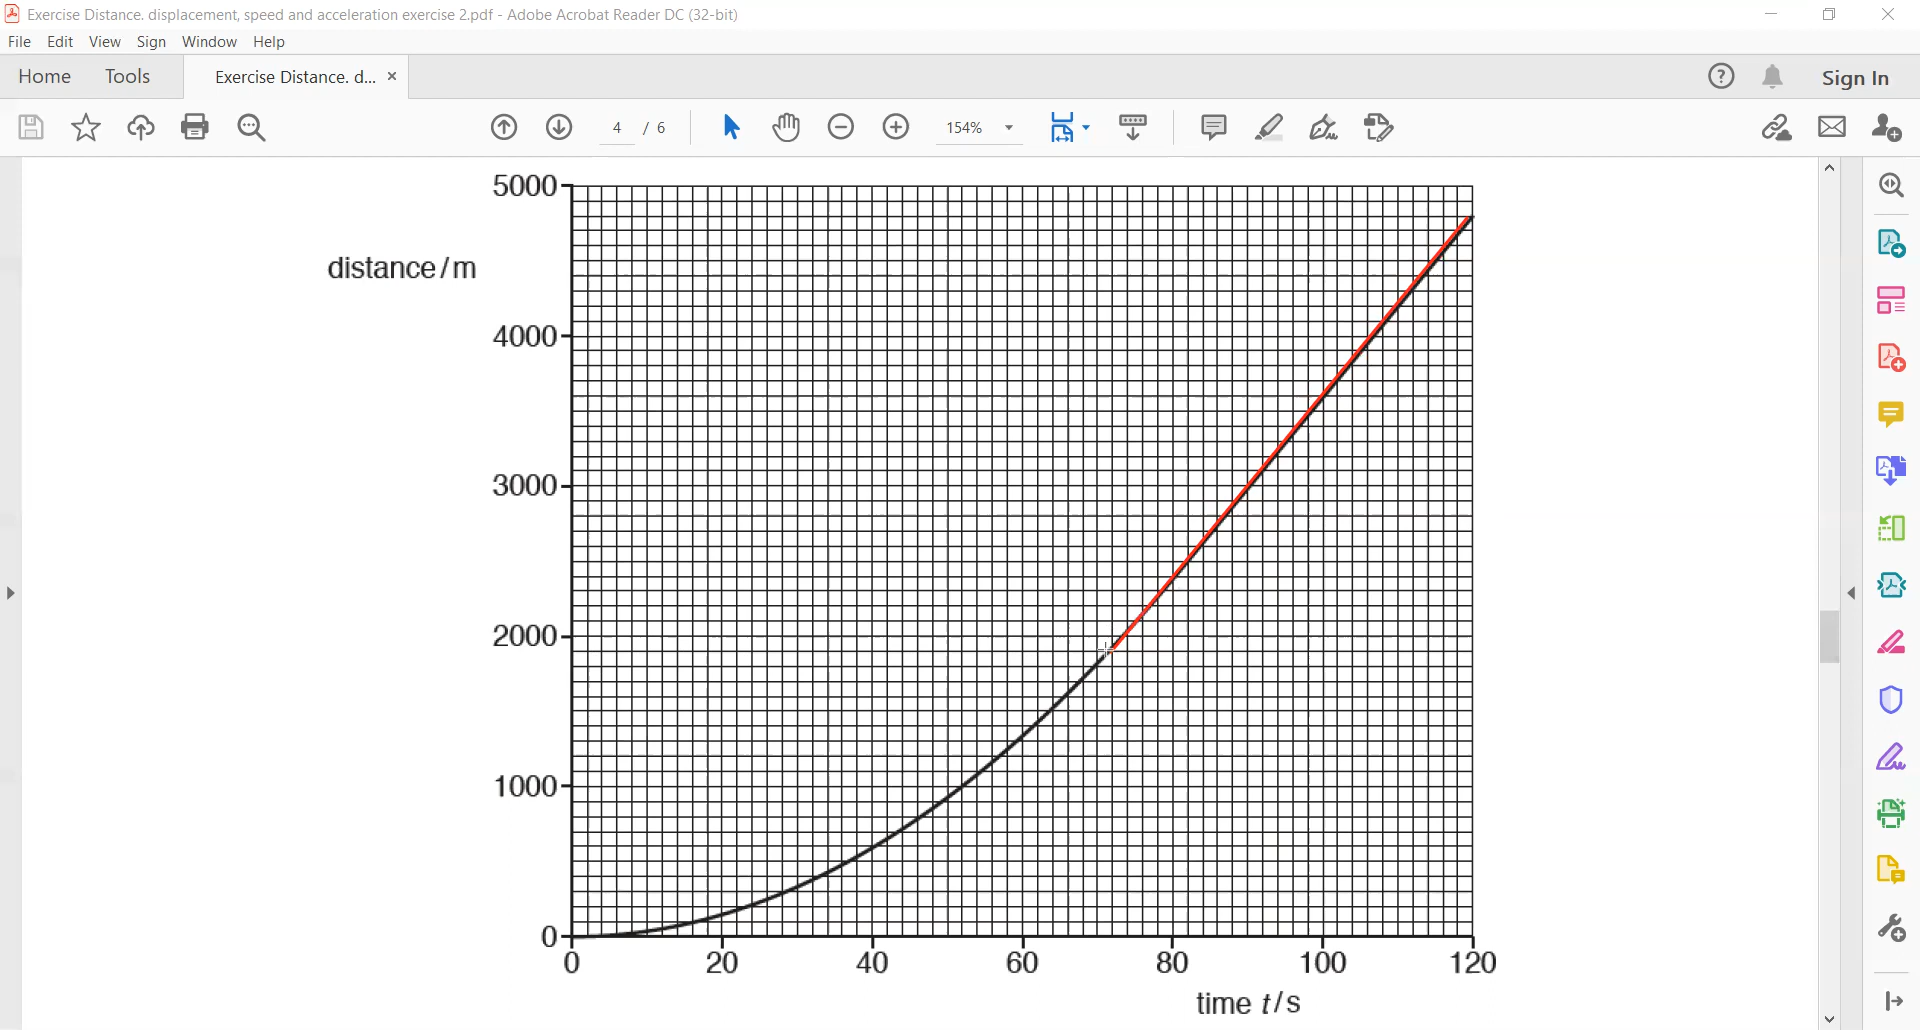 Exercise Distance. displacement, speed and acceleration exercise 2.pdf - Adobe Acrobat Reader DC (32-bit)
File Edit View Sign Window Help
Home Tools Exercise Distance. d... ×
Sign In
4 / 6 154%
5000
distance/m
4000
3000
2000
1000
0
0 20 40 60 80 100 120
time t/s